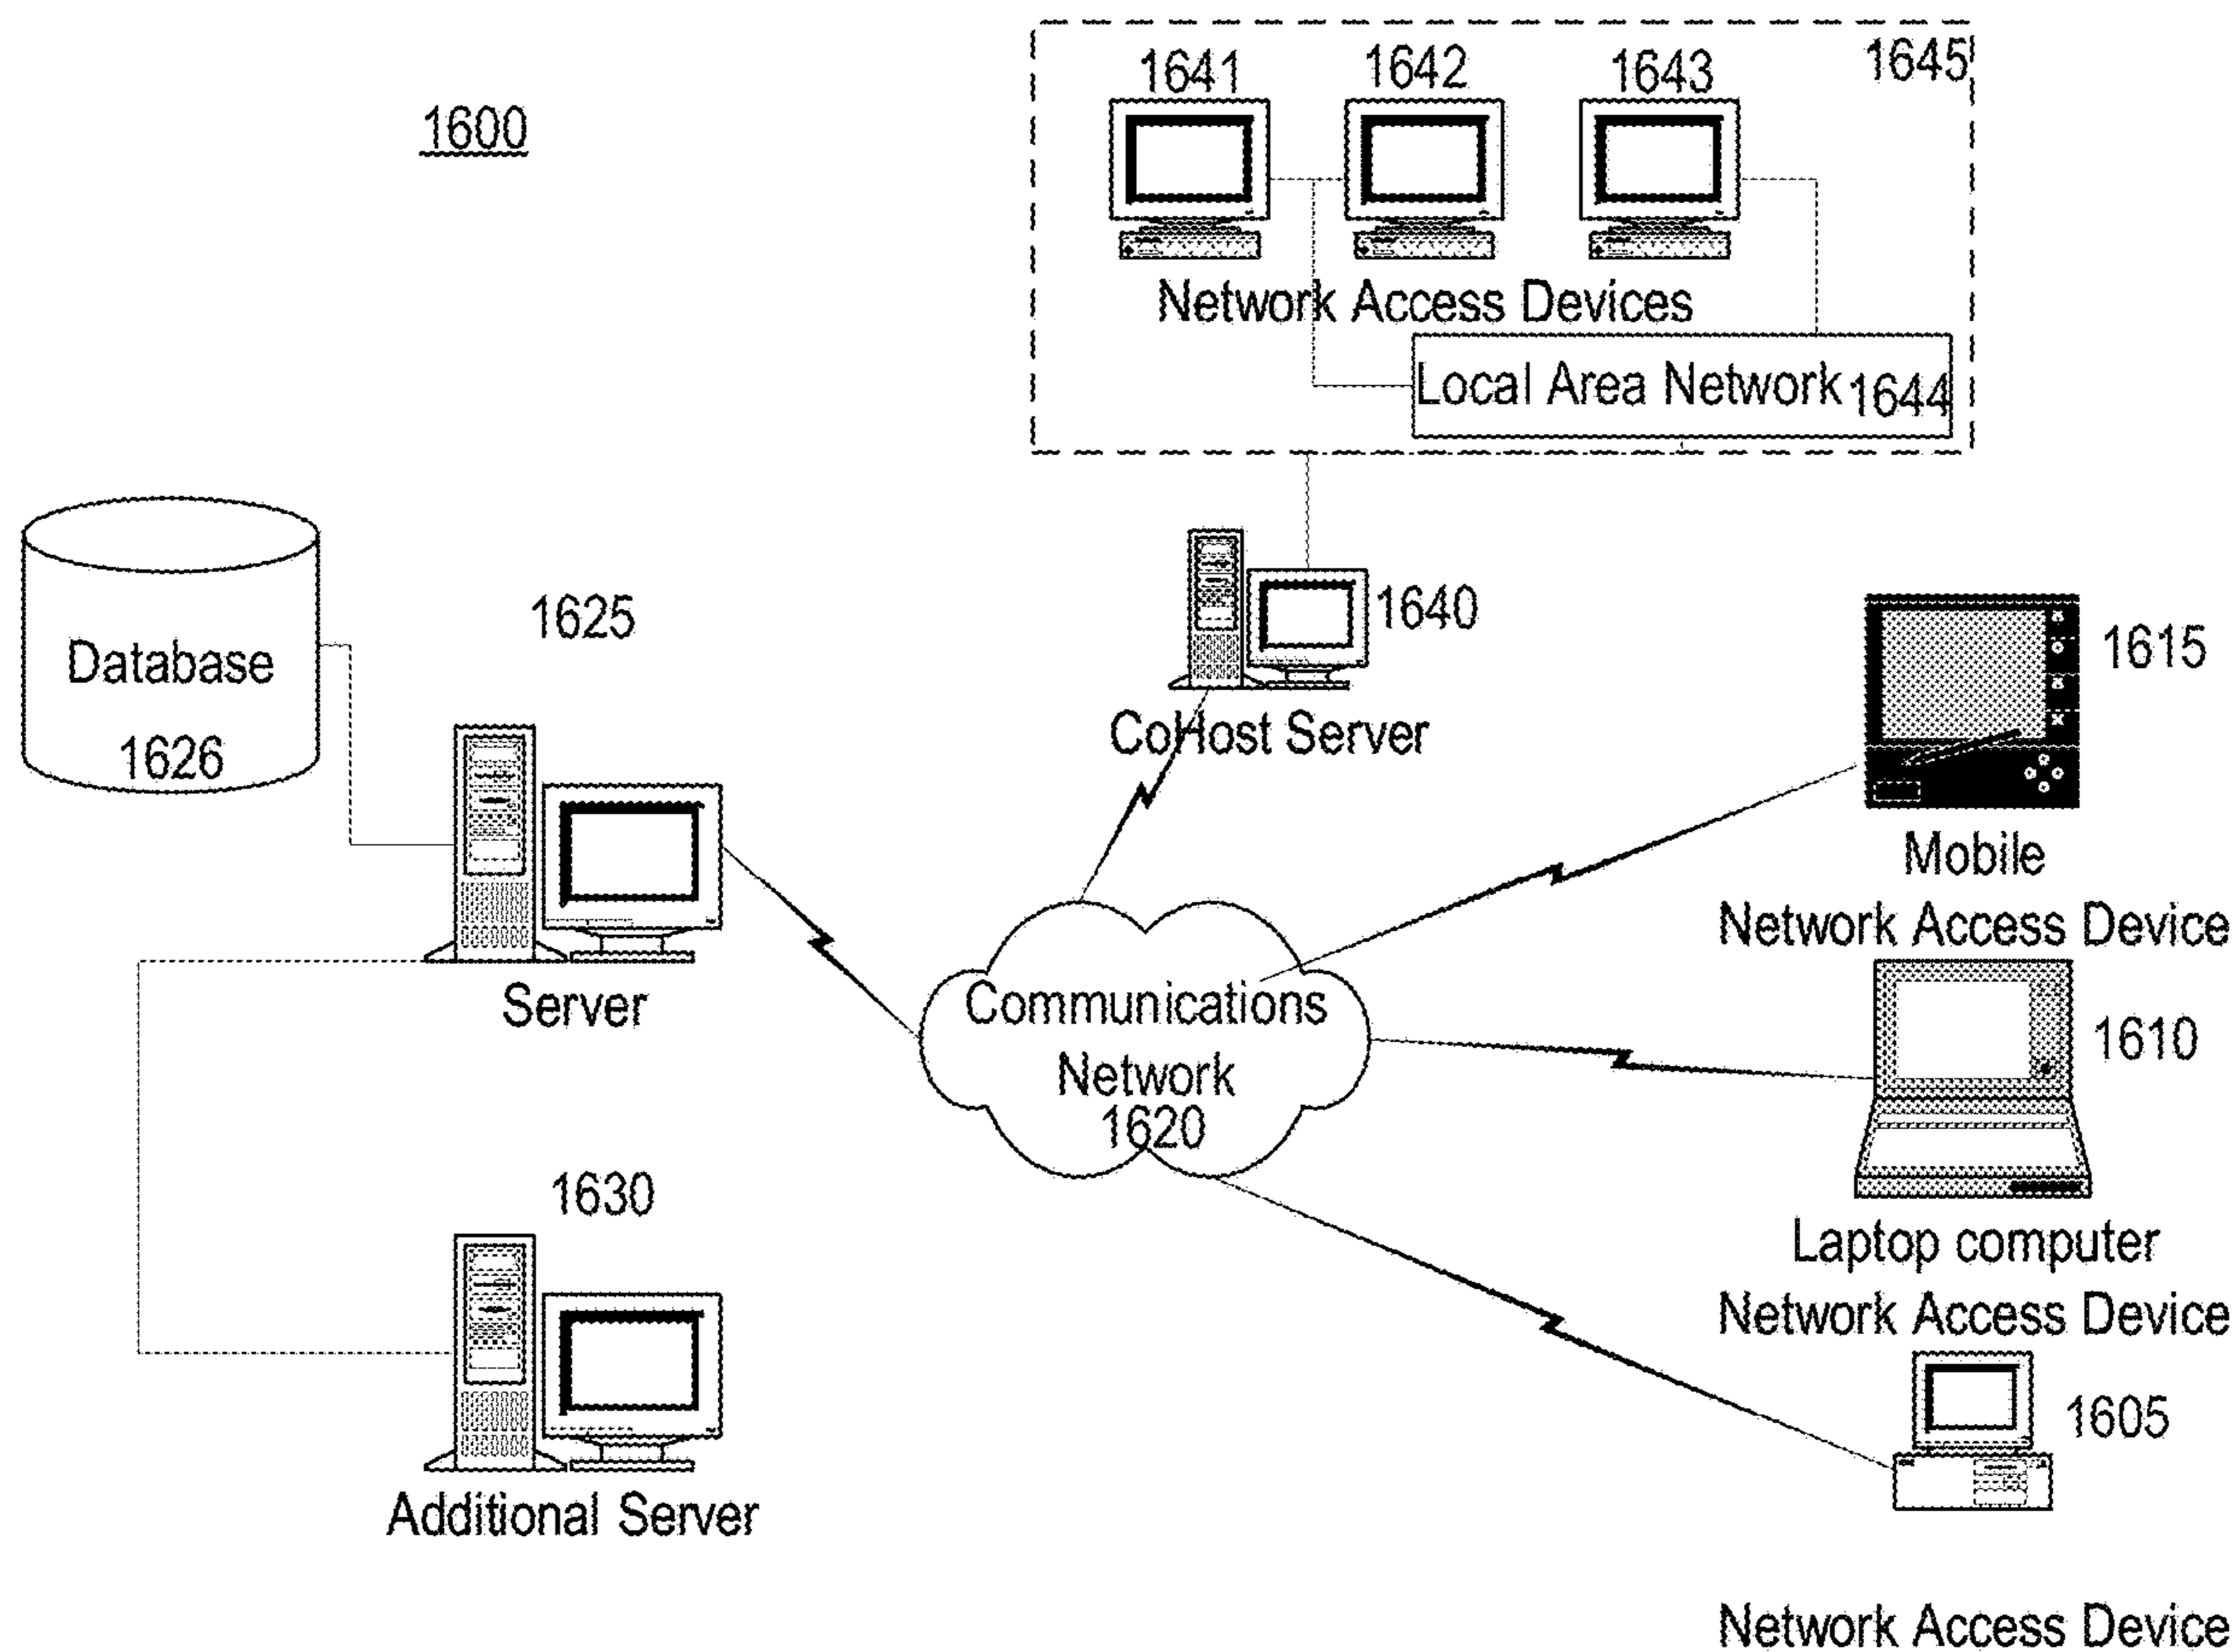 1600
1641
1642
1643
1645
Network Access Devices
Local Area Network 1644
Database
1626
1625
Server
1640
CoHost Server
1615
Mobile
Network Access Device
Communications
Network
1620
1610
Laptop computer
Network Access Device
1630
Additional Server
1605
Network Access Device